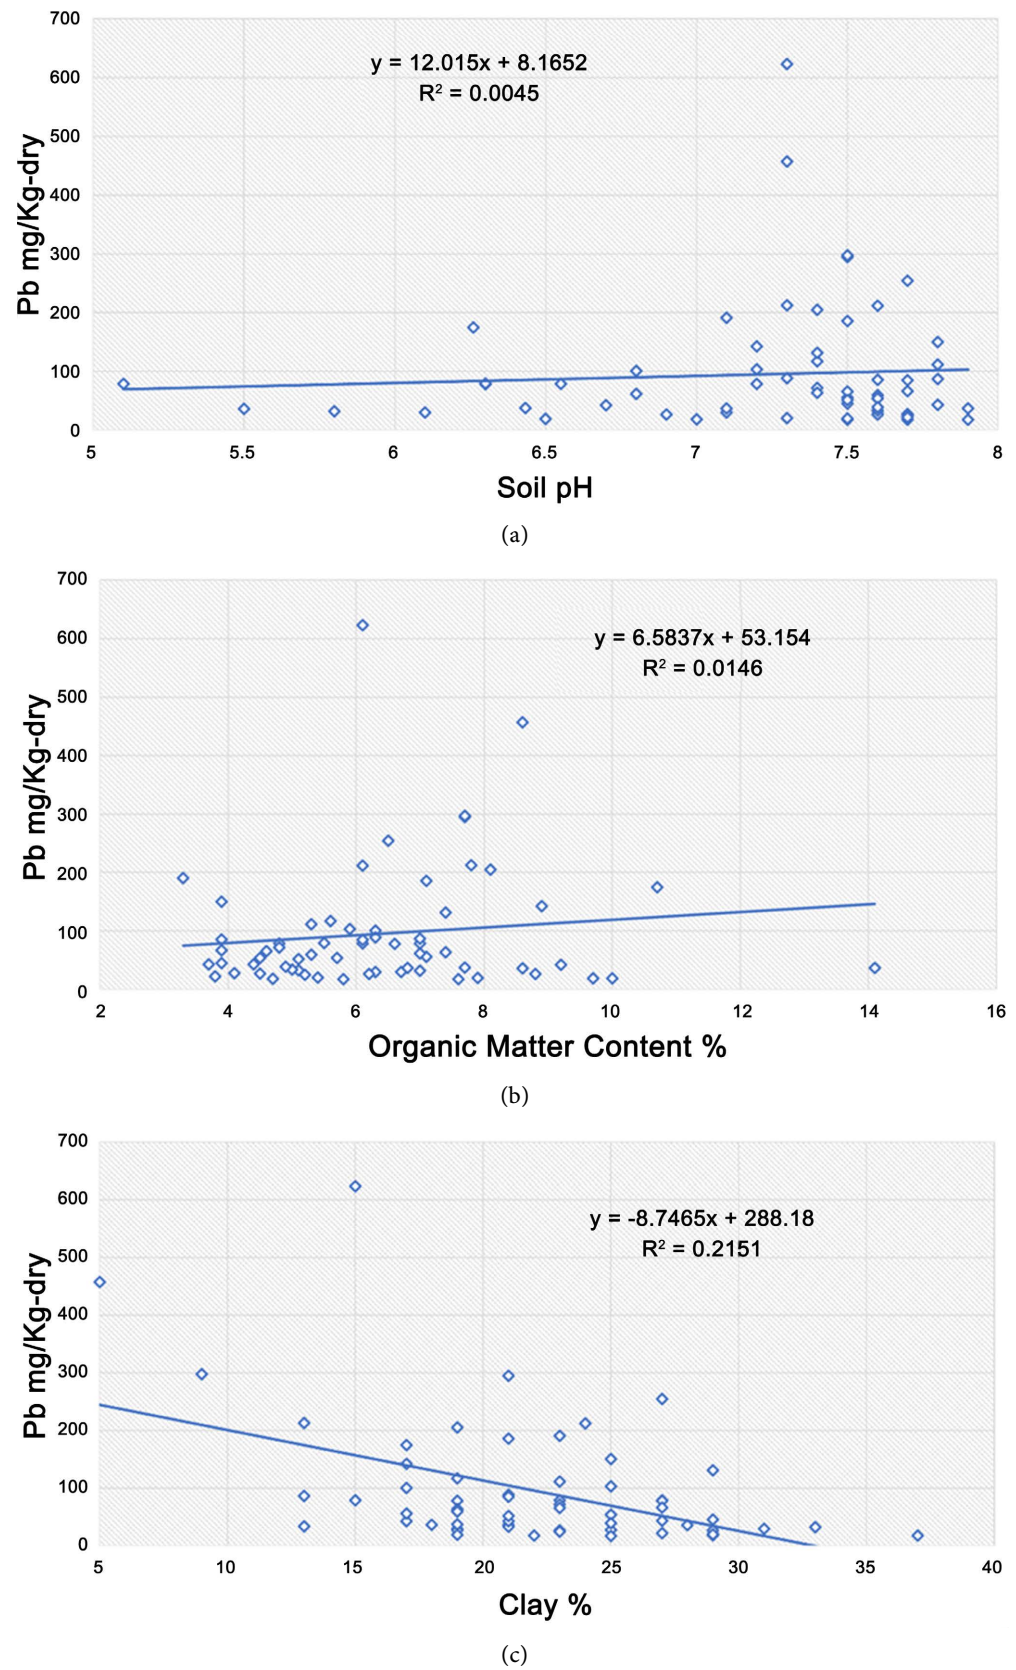 700
600
500
400
300
200
100
0
Pb mg/Kg-dry
y = 12.015x + 8.1652
R² = 0.0045
5 5.5 6 6.5 7 7.5 8
Soil pH
(a)
700
600
500
400
300
200
100
0
Pb mg/Kg-dry
y = 6.5837x + 53.154
R² = 0.0146
2 4 6 8 10 12 14 16
Organic Matter Content %
(b)
700
600
500
400
300
200
100
0
Pb mg/Kg-dry
y = -8.7465x + 288.18
R² = 0.2151
5 10 15 20 25 30 35 40
Clay %
(c)